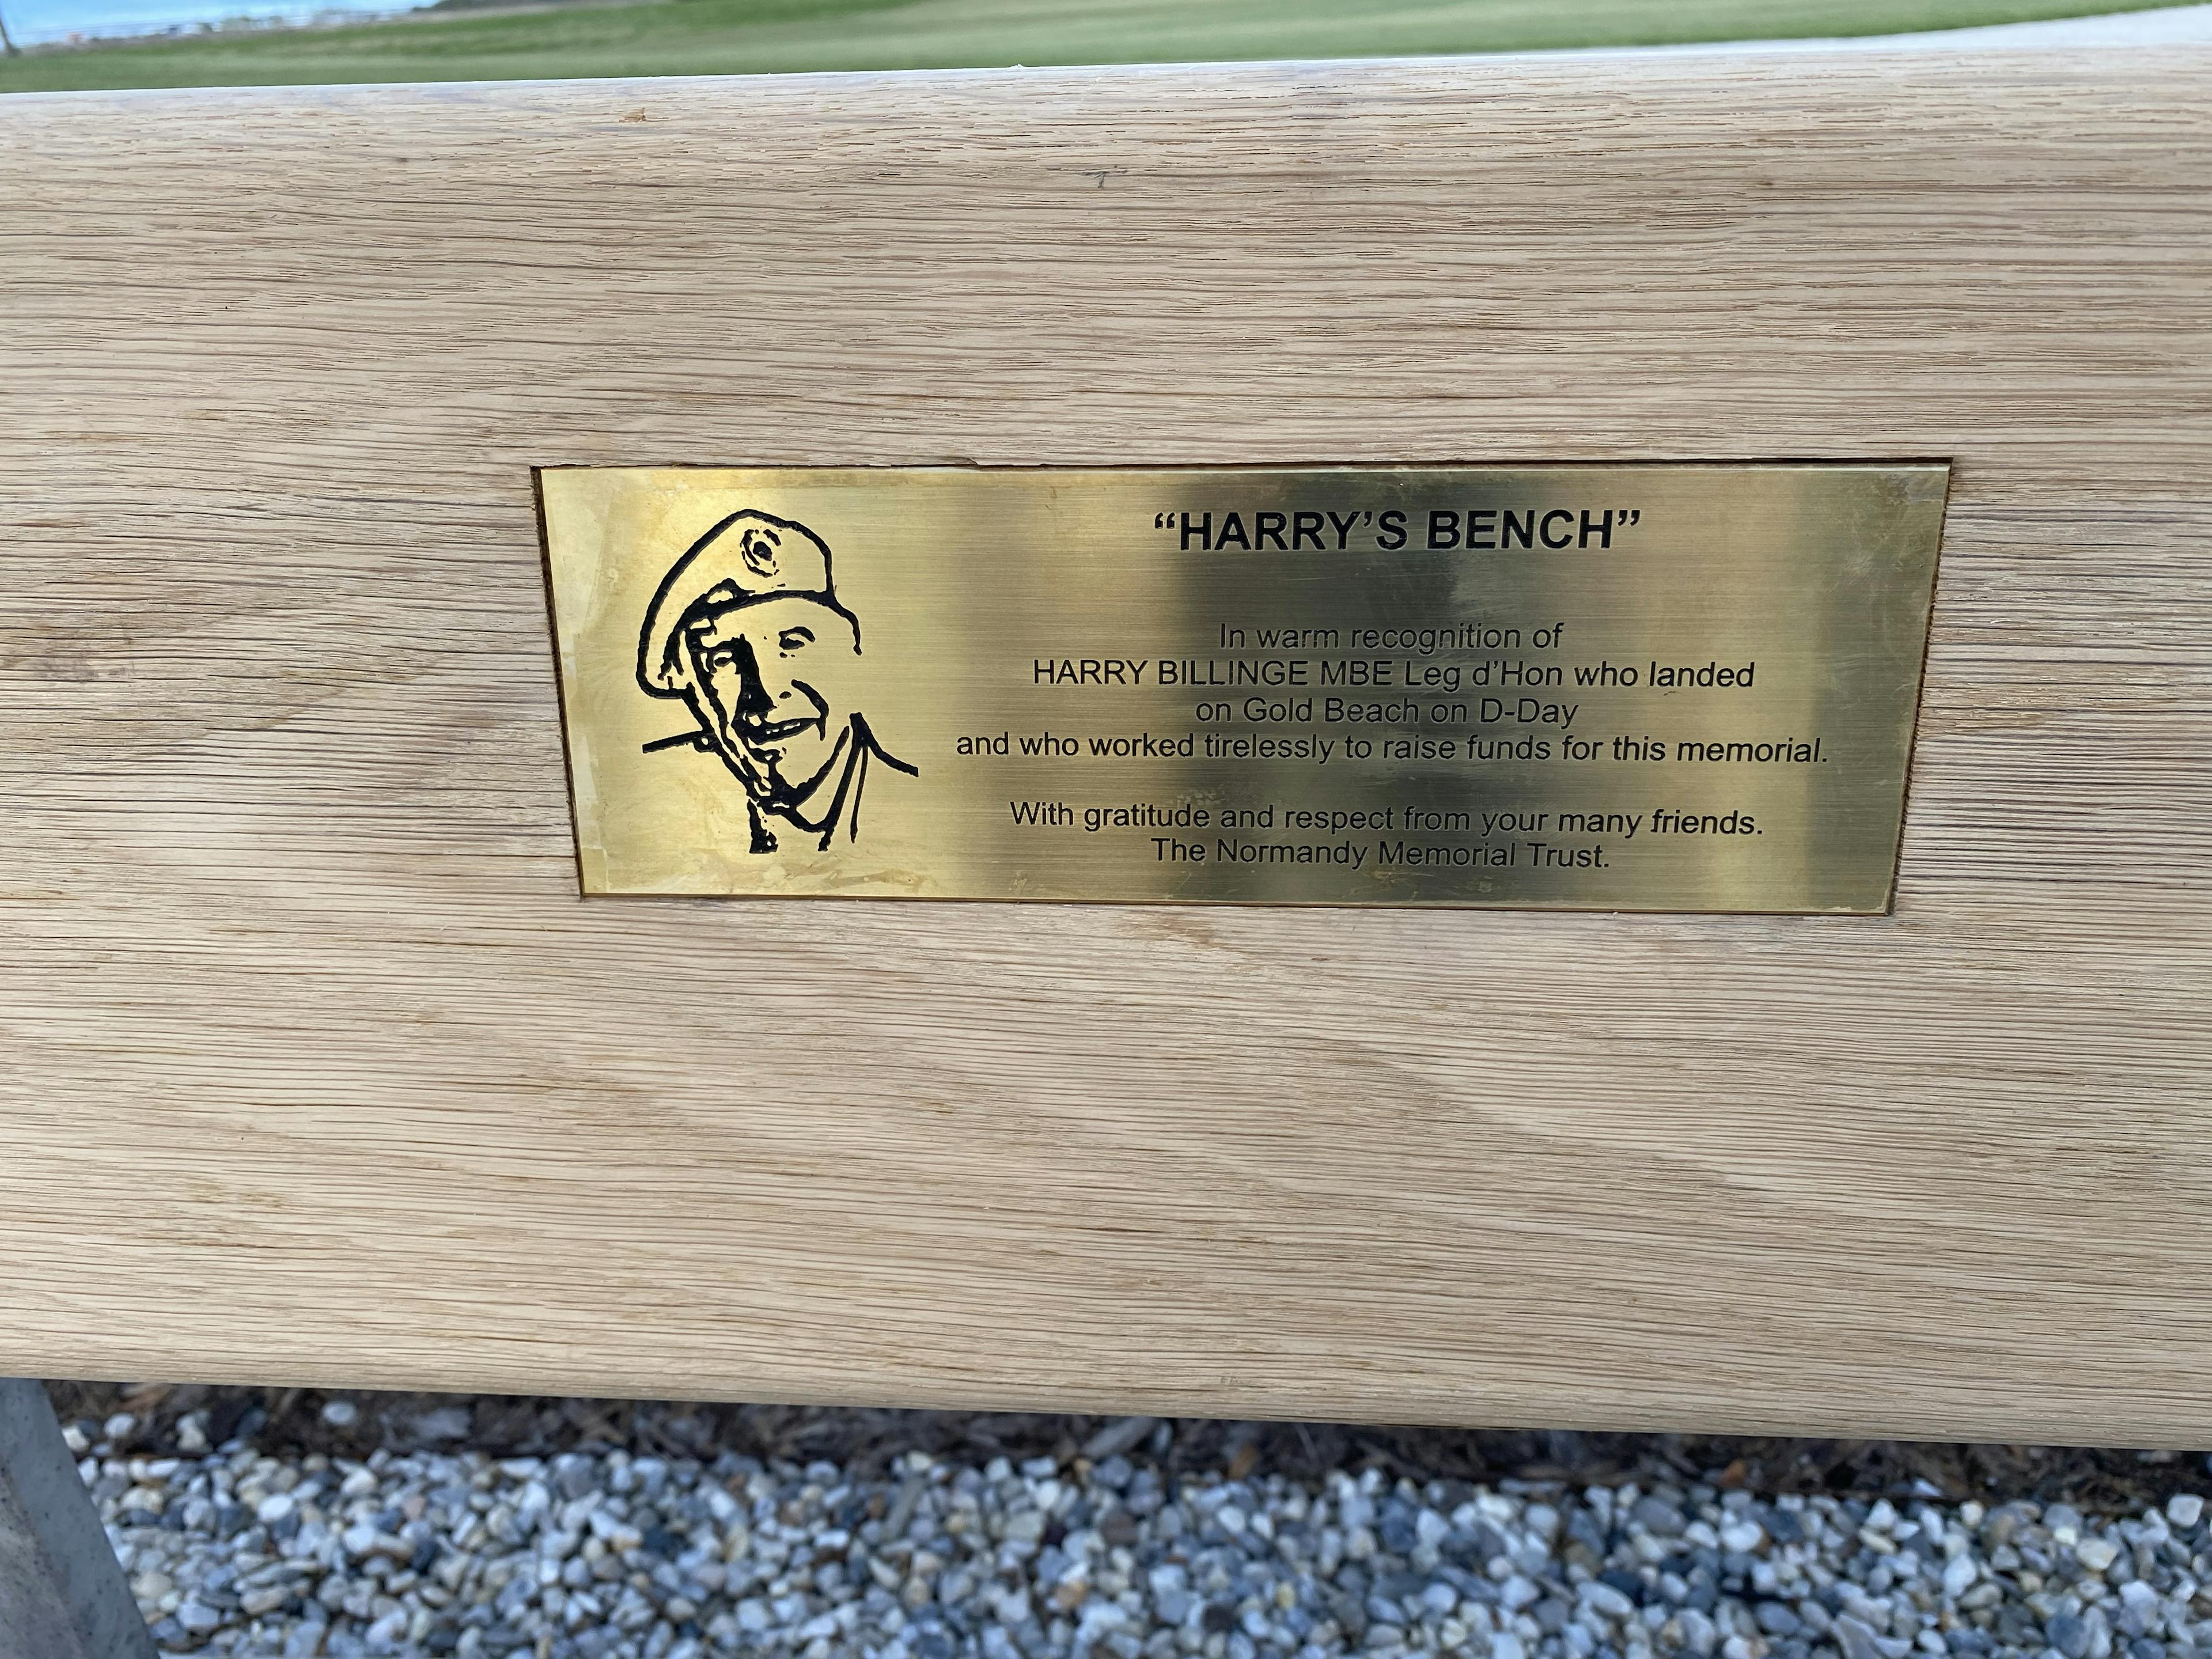 “HARRY’S BENCH”
In warm recognition of
HARRY BILLINGE MBE Leg d’Hon who landed
on Gold Beach on D-Day
and who worked tirelessly to raise funds for this memorial.
With gratitude and respect from your many friends.
The Normandy Memorial Trust.